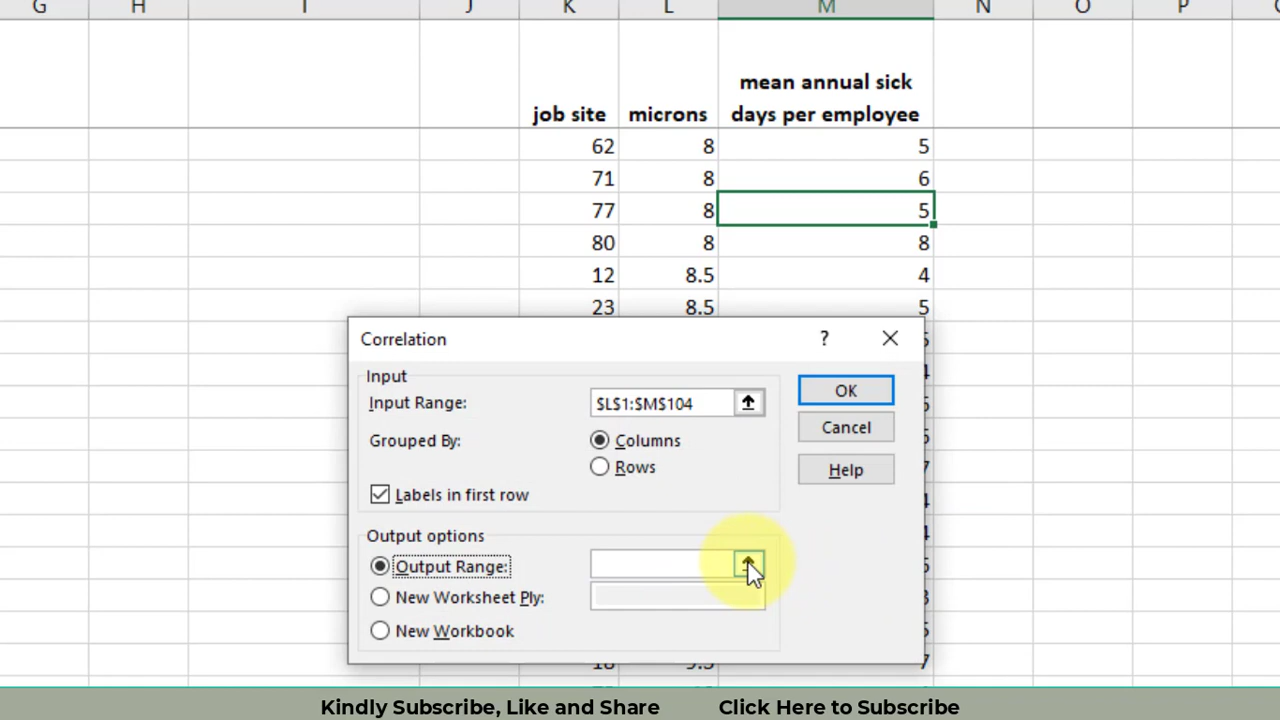 G H I J K L M N O P
mean annual sick
job site microns days per employee
62 8 5
71 8 6
77 8 5
80 8 8
12 8.5 4
23 8.5 5
Correlation ?
Input
OK
Input Range: $L$1:$M$104
Cancel
Grouped By: Columns
Rows
Help
Labels in first row
Output options
Output Range:
New Worksheet Ply:
New Workbook
7
Kindly Subscribe, Like and Share Click Here to Subscribe